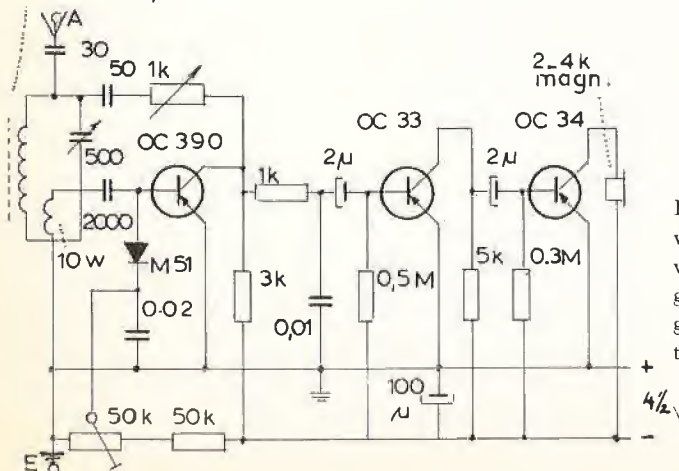 A
30
50 1k
2-4k
magn.
OC 390
OC 33
OC 34
500
1k
2µ
2µ
2000
10 w
M51
3k
0,5M
5k
0.3M
0.02
0,01
+
100
µ
4½ V
-
50k 50k
E